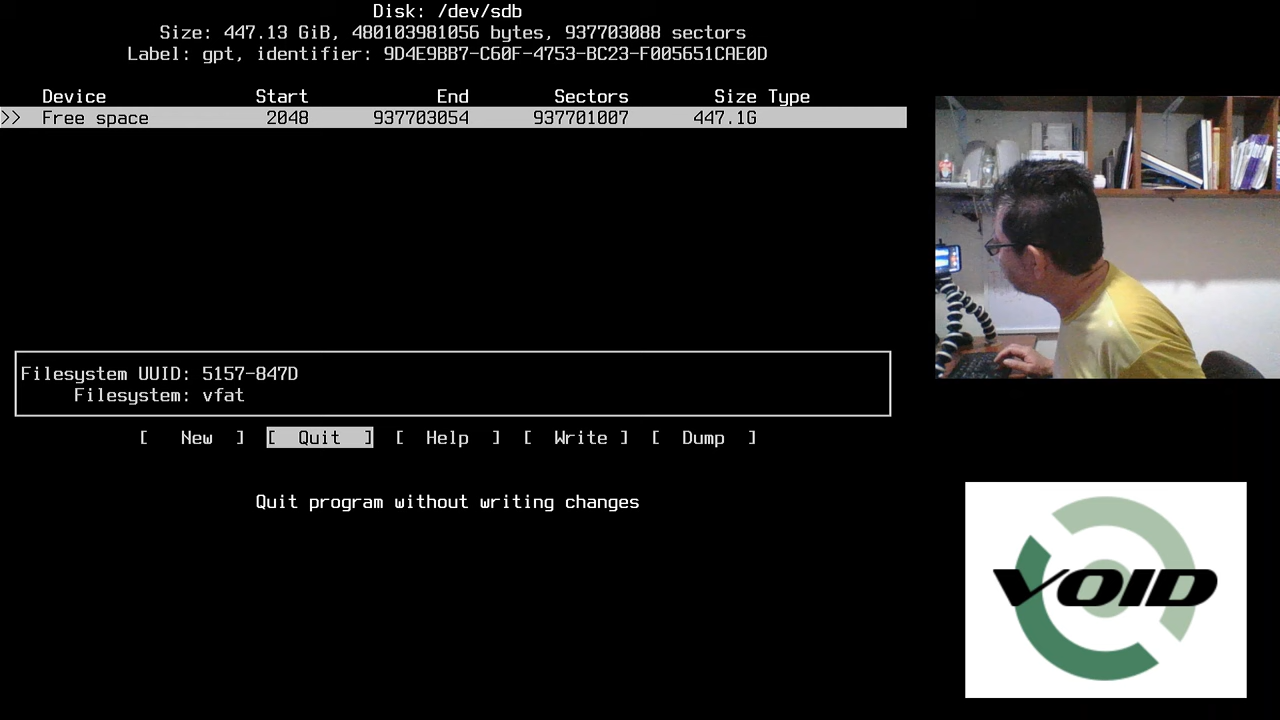 Disk: /dev/sdb
Size: 447.13 GiB, 480103981056 bytes, 937703088 sectors
Label: gpt, identifier: 9D4E9BB7-C60F-4753-BC23-F005651CAE0D
Device Start End Sectors Size Type
>> Free space 2048 937703054 937701007 447.1G
Filesystem UUID: 5157-847D
Filesystem: vfat
[ New ] [ Quit ] [ Help ] [ Write ] [ Dump ]
Quit program without writing changes
VOID